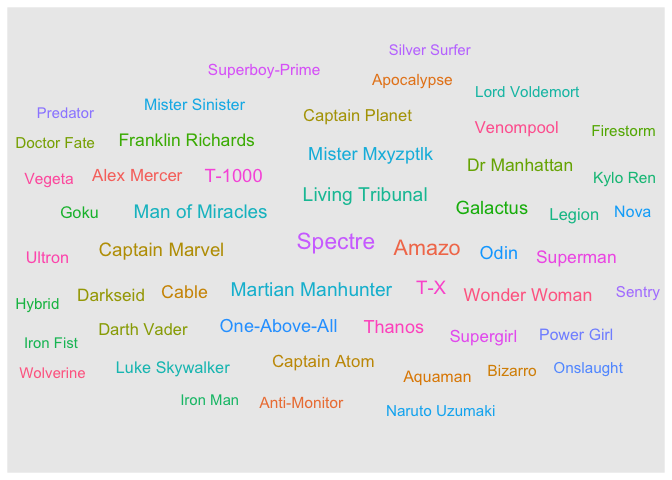 Silver Surfer
Superboy-Prime
Apocalypse
Lord Voldemort
Mister Sinister
Predator
Captain Planet
Venompool
Firestorm
Doctor Fate
Franklin Richards
Mister Mxyzptlk
Dr Manhattan
Vegeta
Alex Mercer
T-1000
Kylo Ren
Living Tribunal
Goku
Man of Miracles
Galactus
Legion
Nova
Spectre
Amazo
Captain Marvel
Odin
Superman
Ultron
Martian Manhunter
T-X
Wonder Woman
Sentry
Darkseid
Cable
Hybrid
Darth Vader
One-Above-All
Thanos
Supergirl
Power Girl
Iron Fist
Luke Skywalker
Captain Atom
Onslaught
Wolverine
Aquaman
Bizarro
Iron Man
Anti-Monitor
Naruto Uzumaki